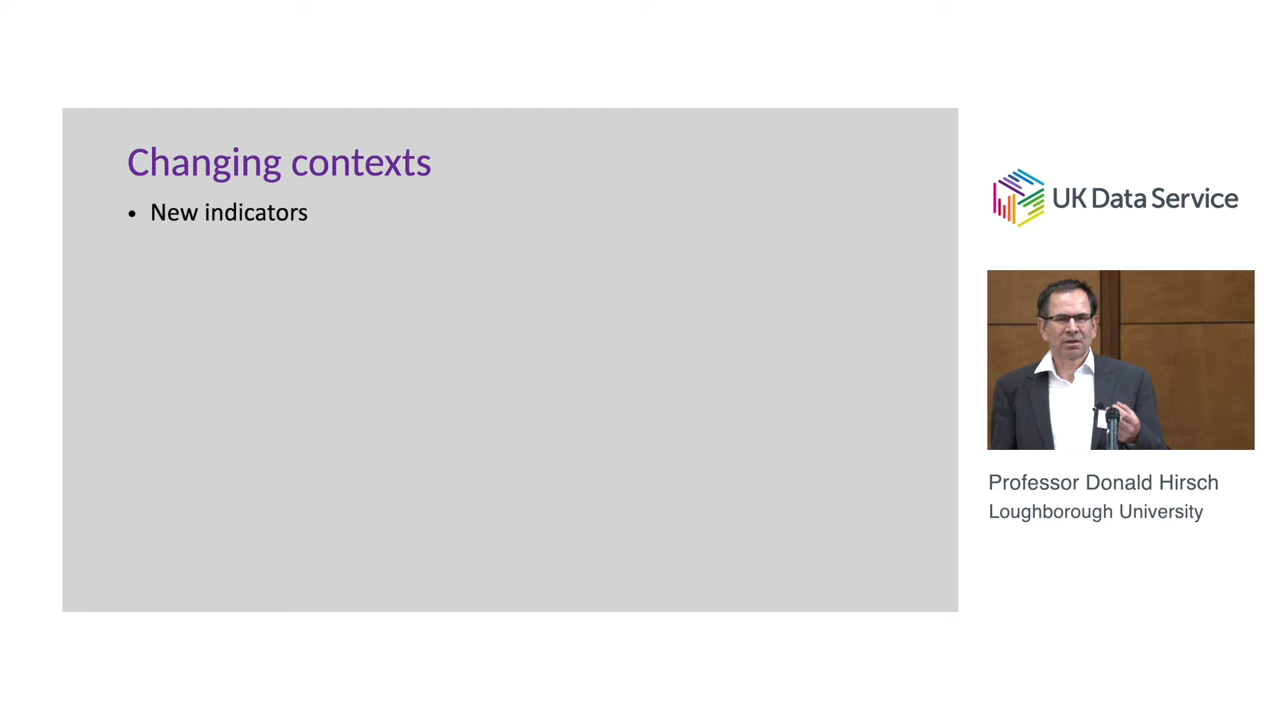 Changing contexts
• New indicators
UK Data Service
Professor Donald Hirsch
Loughborough University